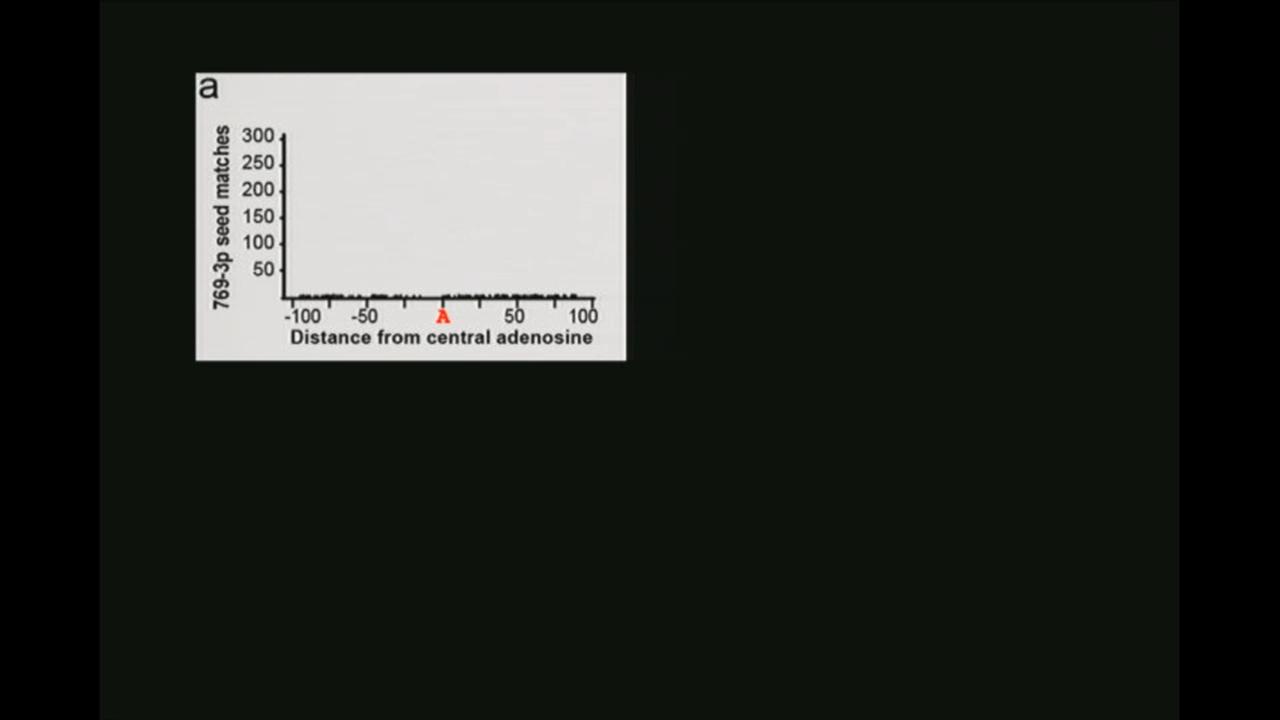 a
769-3p seed matches
300
250
200
150
100
50
-100 -50 A 50 100
Distance from central adenosine